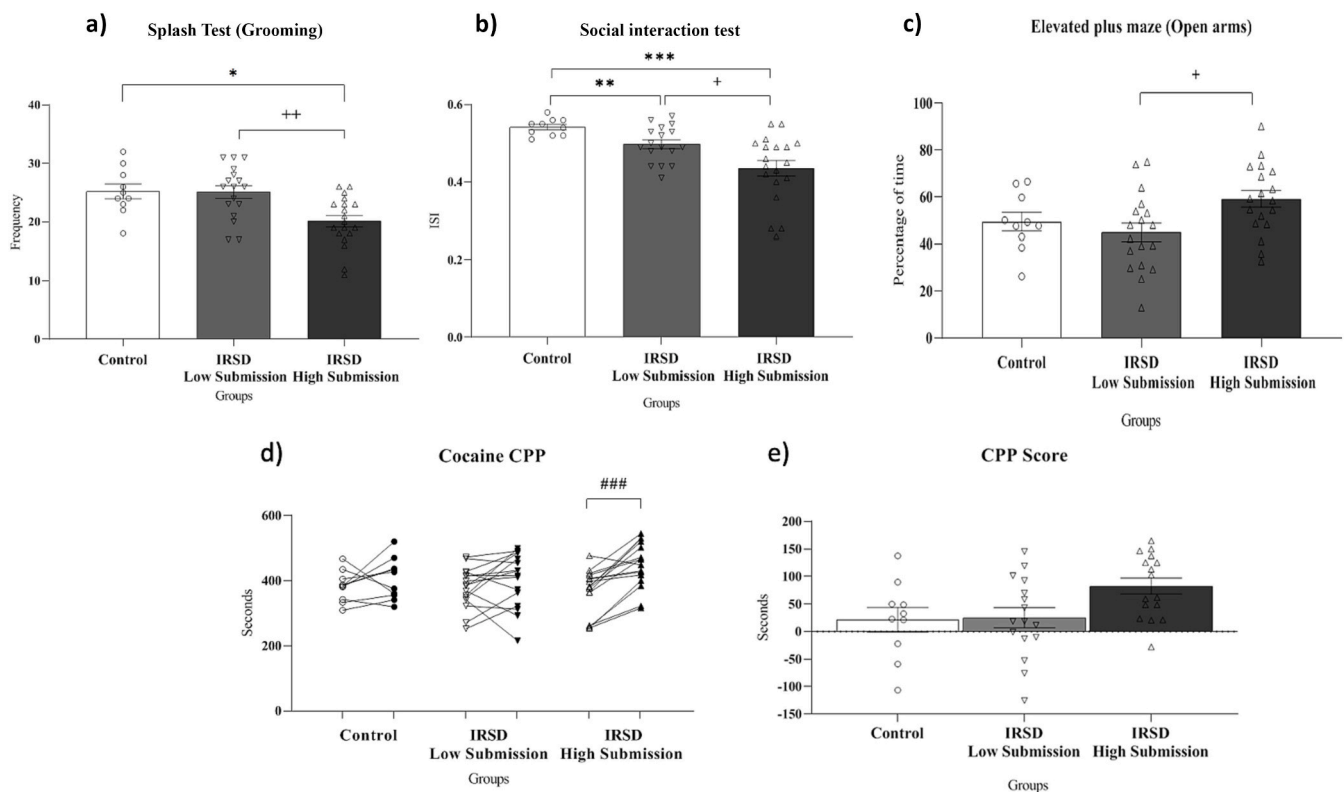 a)
Splash Test (Grooming)
*
++
40
30
20
10
0
Frequency
Control
IRSD
Low Submission
IRSD
High Submission
Groups
b)
Social interaction test
***
**
+
0.6
0.4
0.2
0.0
ISI
Control
IRSD
Low Submission
IRSD
High Submission
Groups
c)
Elevated plus maze (Open arms)
+
100
80
60
40
20
0
Percentage of time
Control
IRSD
Low Submission
IRSD
High Submission
Groups
d)
Cocaine CPP
###
600
400
200
0
Seconds
Control
IRSD
Low Submission
IRSD
High Submission
Groups
e)
CPP Score
200
150
100
50
0
-50
-100
-150
Seconds
Control
IRSD
Low Submission
IRSD
High Submission
Groups